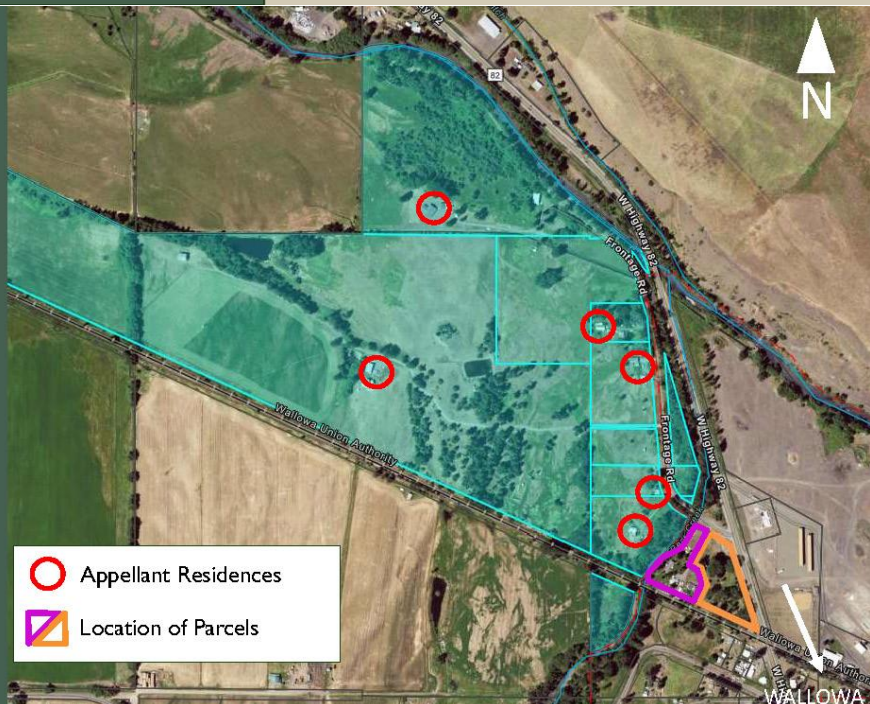 82
N
W Highway 82
Frontage Rd
Frontage Rd
W Highway 82
Wallowa Union Authority
Appellant Residences
Location of Parcels
Wallowa Union Autho
W H
WALLOWA